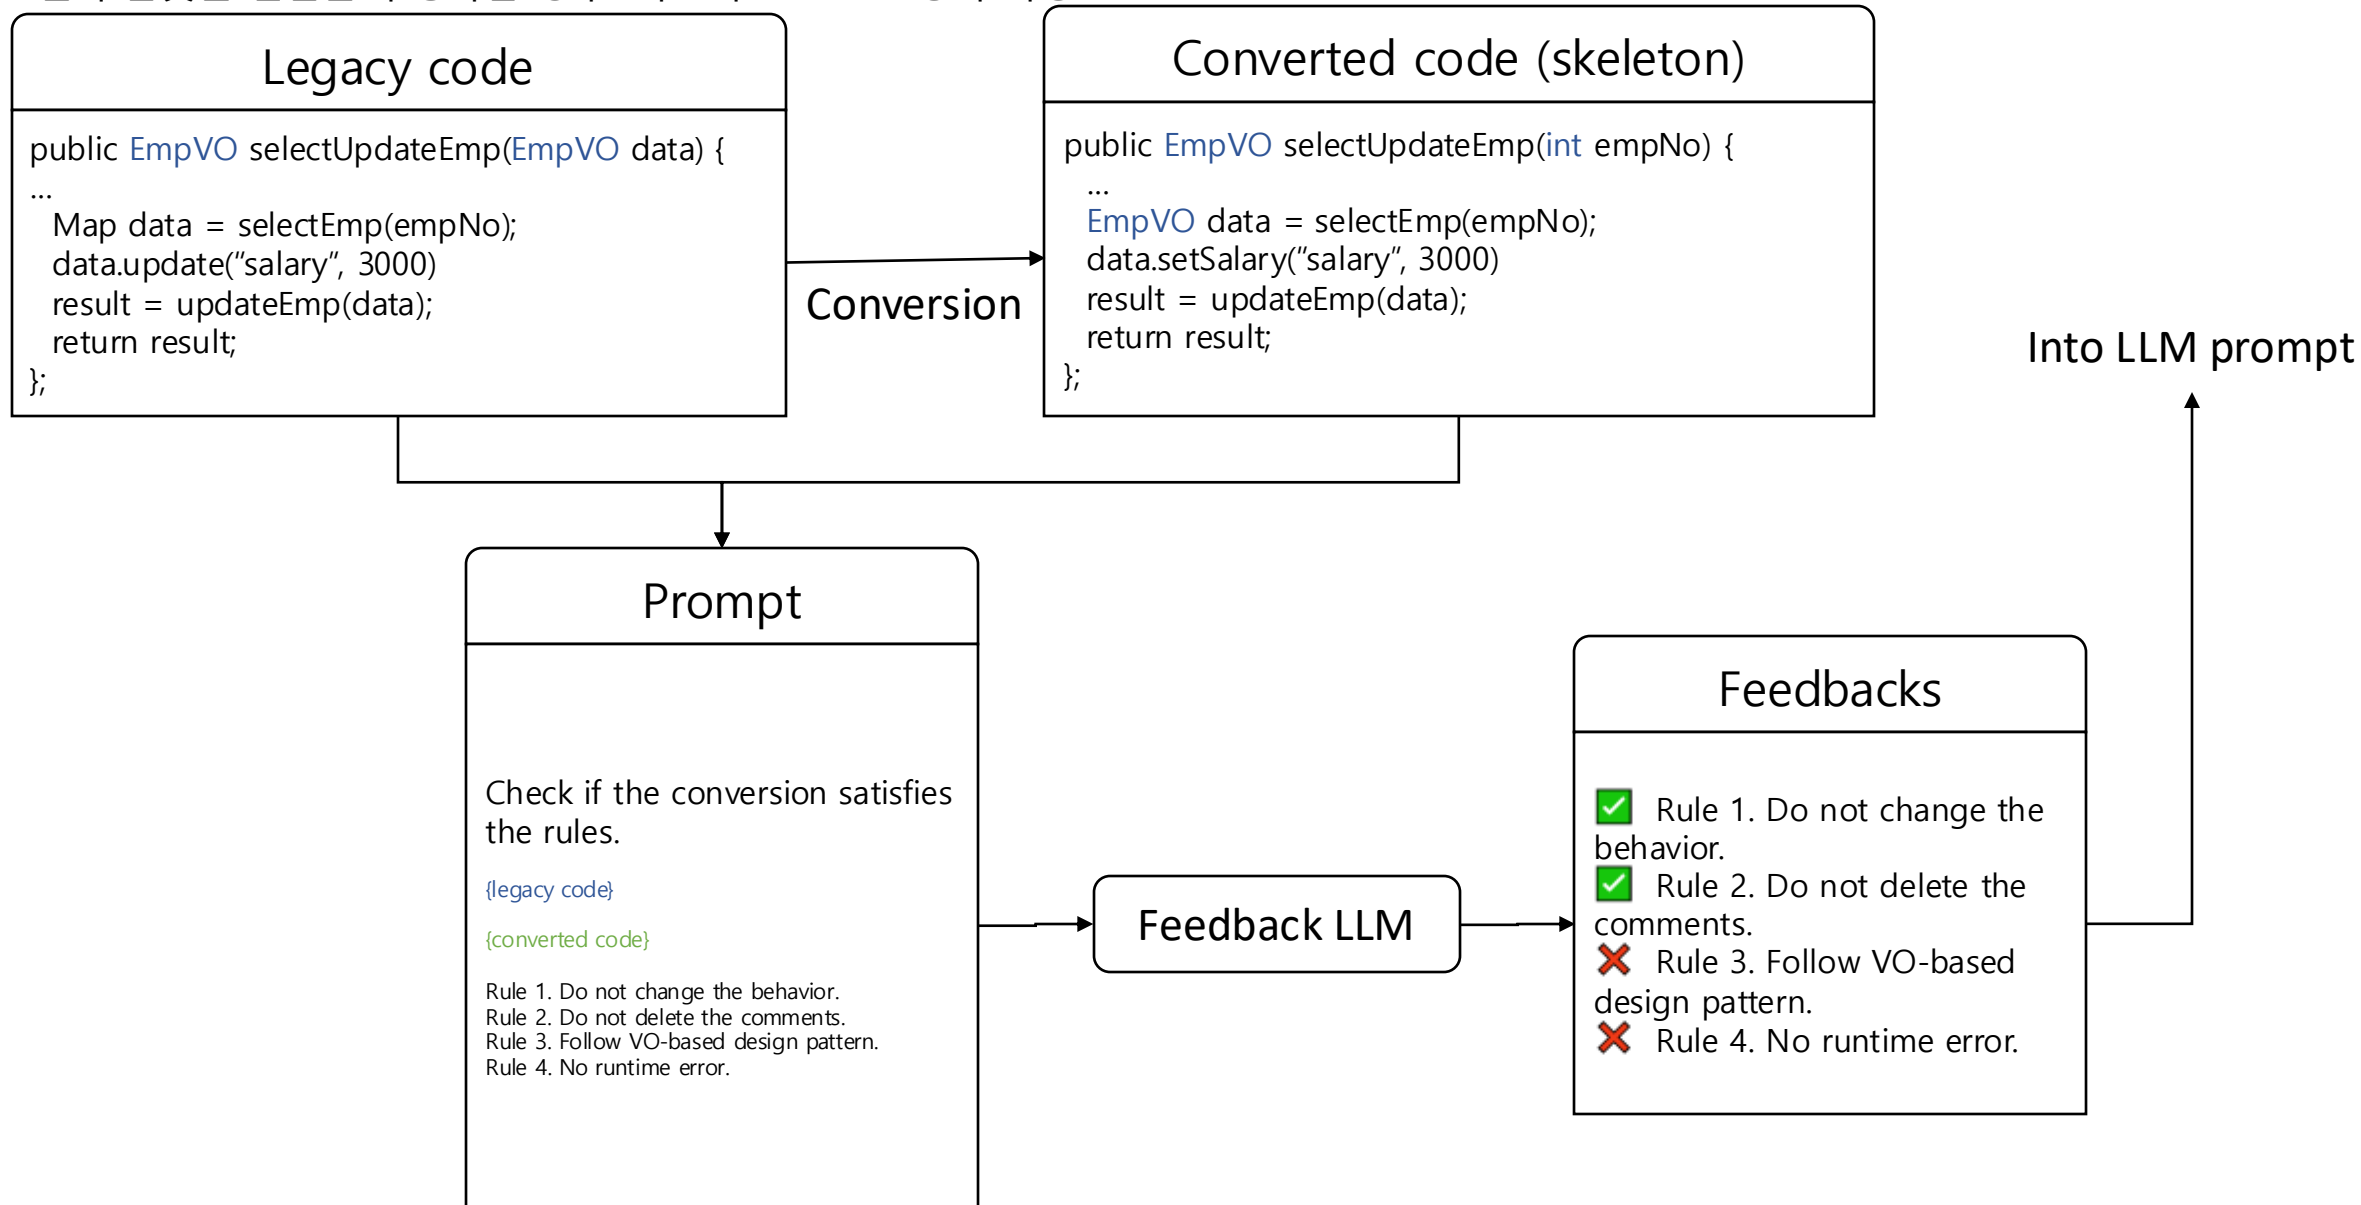 Legacy code
public EmpVO selectUpdateEmp(EmpVO data) {
...
Map data = selectEmp(empNo);
data.update(“salary”, 3000)
result = updateEmp(data);
return result;
};
Conversion
Converted code (skeleton)
public EmpVO selectUpdateEmp(int empNo) {
...
EmpVO data = selectEmp(empNo);
data.setSalary(“salary”, 3000)
result = updateEmp(data);
return result;
};
Into LLM prompt
Prompt
Check if the conversion satisfies
the rules.
{legacy code}
{converted code}
Rule 1. Do not change the behavior.
Rule 2. Do not delete the comments.
Rule 3. Follow VO-based design pattern.
Rule 4. No runtime error.
Feedback LLM
Feedbacks
✅ Rule 1. Do not change the
behavior.
✅ Rule 2. Do not delete the
comments.
❌ Rule 3. Follow VO-based
design pattern.
❌ Rule 4. No runtime error.